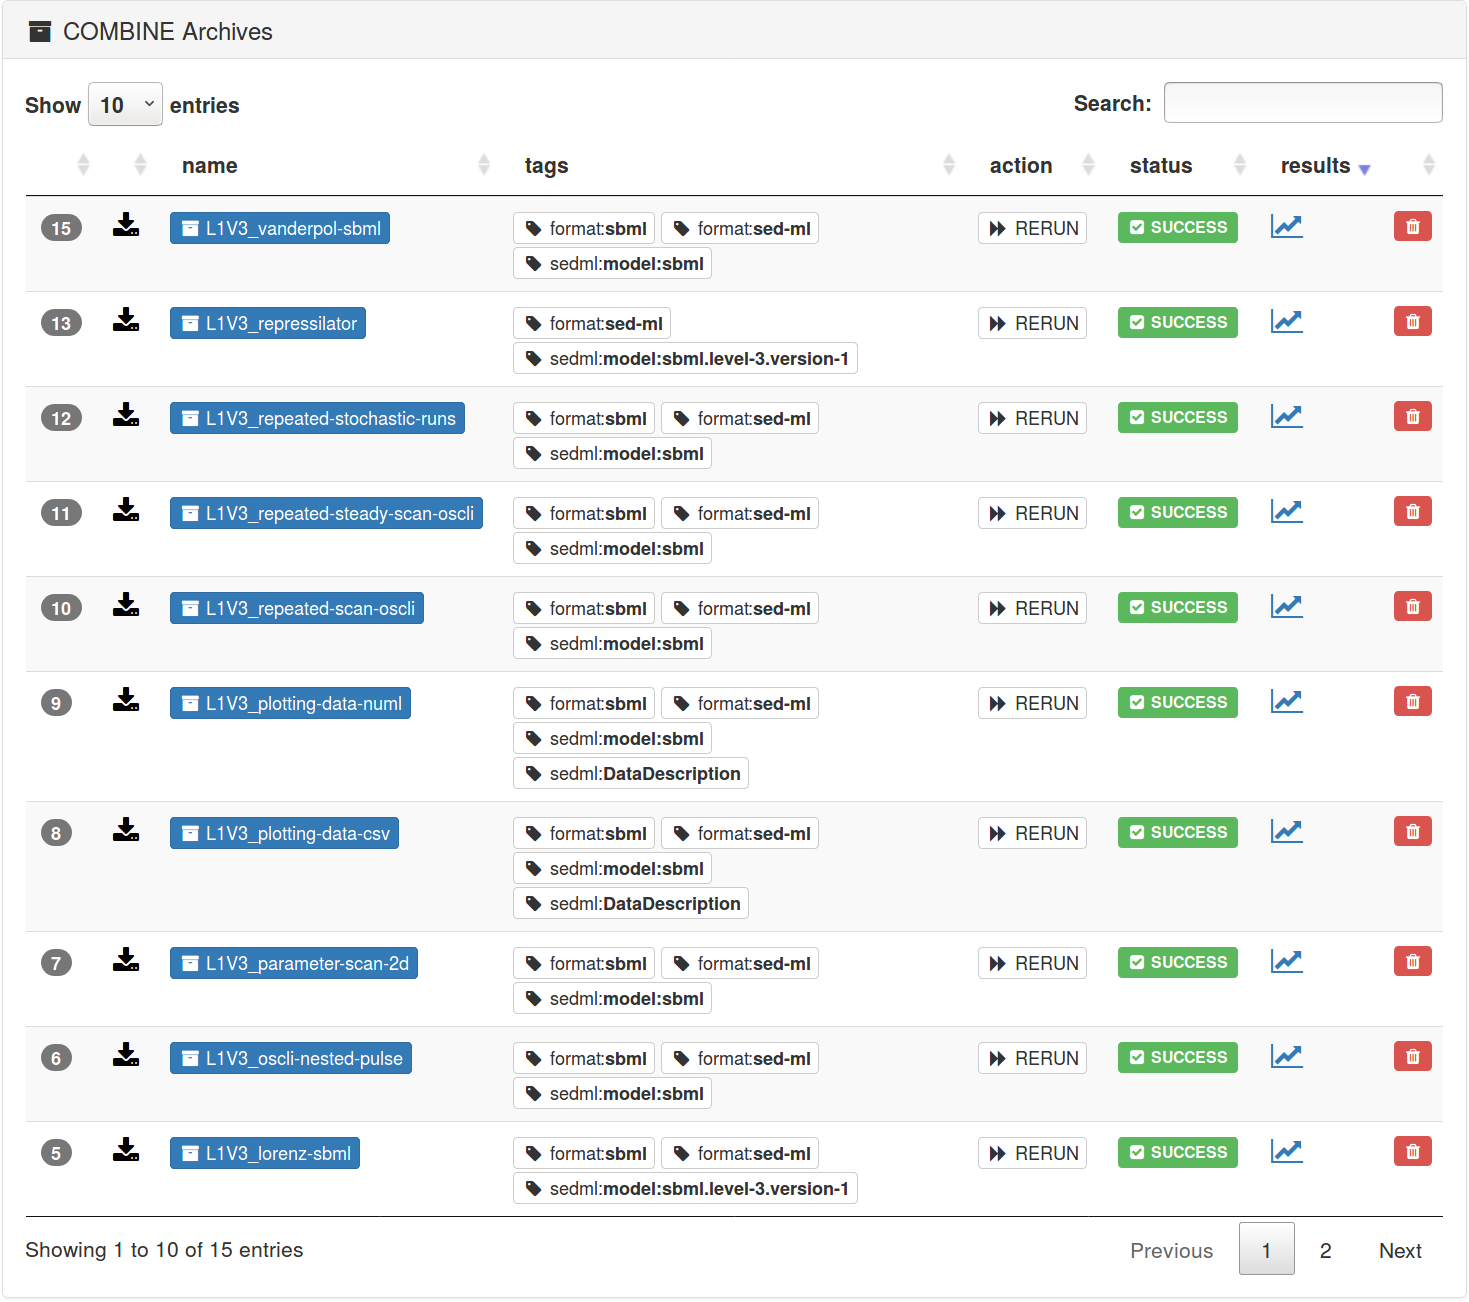 COMBINE Archives
Show 10 entries Search:
name tags action status results
15 L1V3_vanderpol-sbml format:sbml format:sed-ml RERUN SUCCESS
sedml:model:sbml
13 L1V3_repressilator format:sed-ml RERUN SUCCESS
sedml:model:sbml.level-3.version-1
12 L1V3_repeated-stochastic-runs format:sbml format:sed-ml RERUN SUCCESS
sedml:model:sbml
11 L1V3_repeated-steady-scan-oscli format:sbml format:sed-ml RERUN SUCCESS
sedml:model:sbml
10 L1V3_repeated-scan-oscli format:sbml format:sed-ml RERUN SUCCESS
sedml:model:sbml
9 L1V3_plotting-data-numl format:sbml format:sed-ml RERUN SUCCESS
sedml:model:sbml
sedml:DataDescription
8 L1V3_plotting-data-csv format:sbml format:sed-ml RERUN SUCCESS
sedml:model:sbml
sedml:DataDescription
7 L1V3_parameter-scan-2d format:sbml format:sed-ml RERUN SUCCESS
sedml:model:sbml
6 L1V3_oscli-nested-pulse format:sbml format:sed-ml RERUN SUCCESS
sedml:model:sbml
5 L1V3_lorenz-sbml format:sbml format:sed-ml RERUN SUCCESS
sedml:model:sbml.level-3.version-1
Showing 1 to 10 of 15 entries Previous 1 2 Next